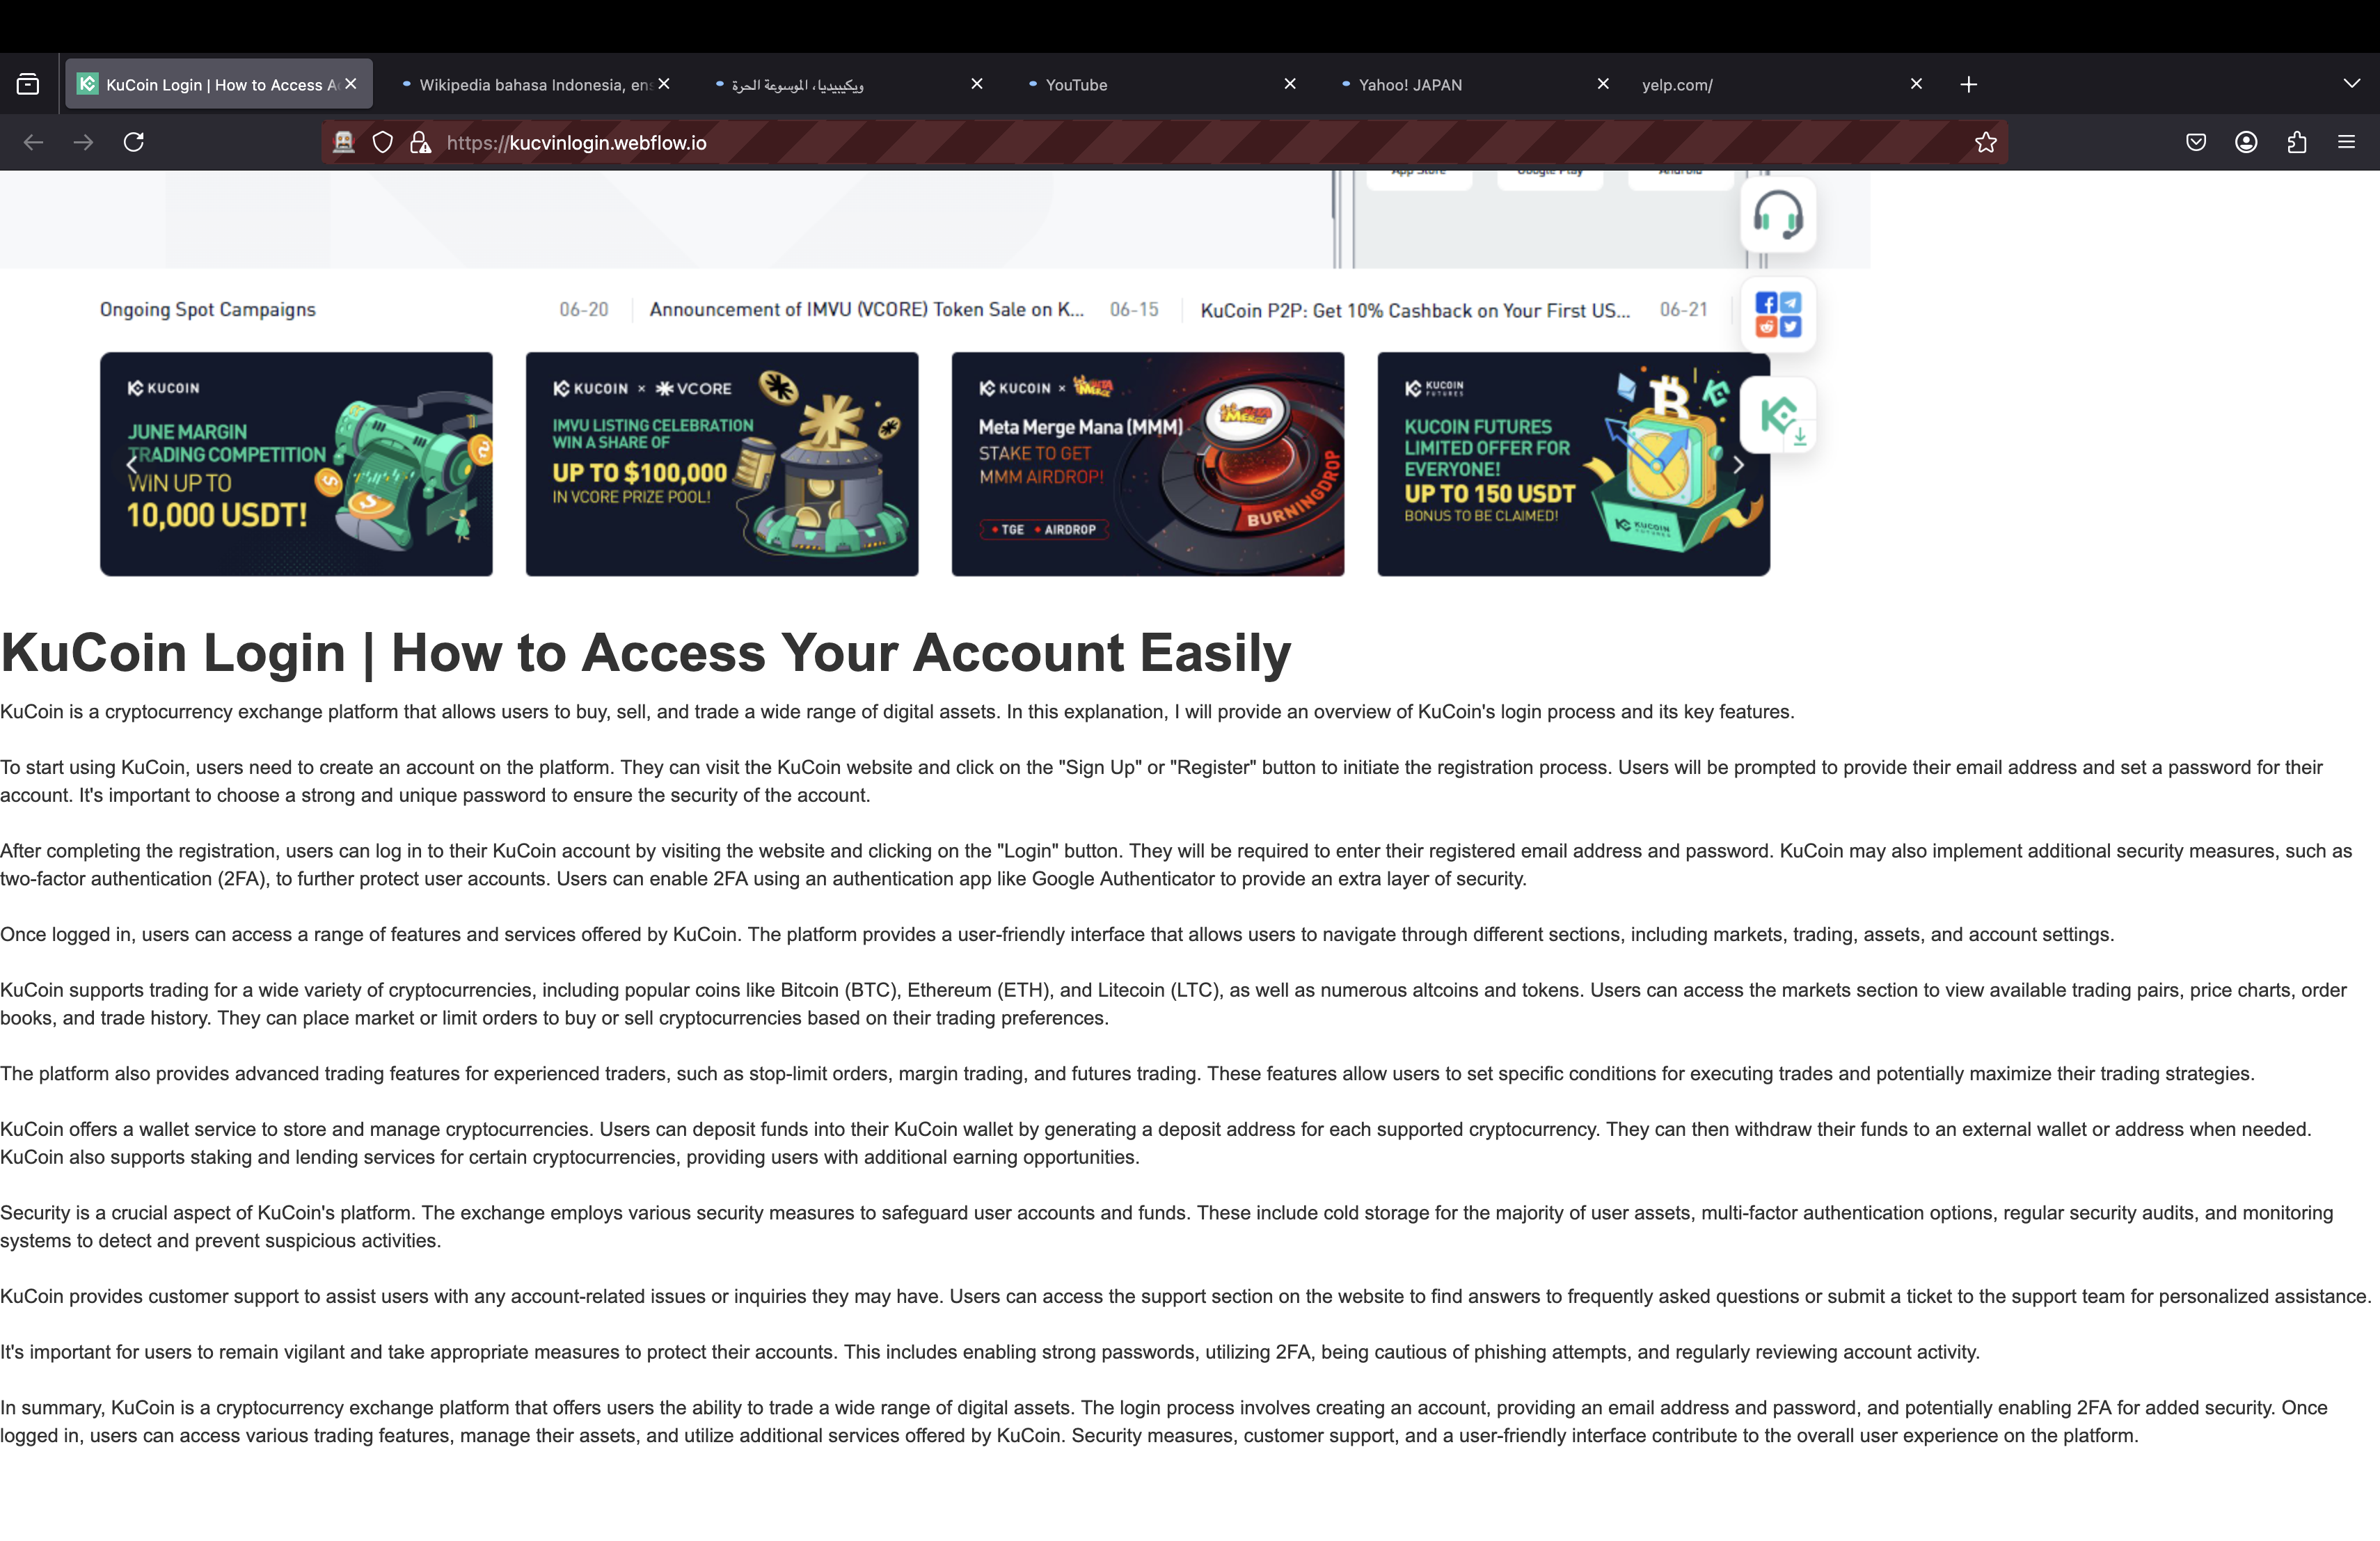 KuCoin Login | How to Access A
Wikipedia bahasa Indonesia, ens
ويكيبيديا، الموسوعة الحرة
YouTube
Yahoo! JAPAN
yelp.com/
https://kucvinlogin.webflow.io
App Store
Google Play
Android
Ongoing Spot Campaigns
06-20
Announcement of IMVU (VCORE) Token Sale on K...
06-15
KuCoin P2P: Get 10% Cashback on Your First US...
06-21
KUCOIN
JUNE MARGIN
TRADING COMPETITION
WIN UP TO
10,000 USDT!
KUCOIN × VCORE
IMVU LISTING CELEBRATION
WIN A SHARE OF
UP TO $100,000
IN VCORE PRIZE POOL!
KUCOIN × META MERGE
Meta Merge Mana (MMM)
STAKE TO GET
MMM AIRDROP!
TGE
AIRDROP
BURNINGDROP
KUCOIN
FUTURES
KUCOIN FUTURES
LIMITED OFFER FOR
EVERYONE!
UP TO 150 USDT
BONUS TO BE CLAIMED!
KUCOIN
KuCoin Login | How to Access Your Account Easily
KuCoin is a cryptocurrency exchange platform that allows users to buy, sell, and trade a wide range of digital assets. In this explanation, I will provide an overview of KuCoin's login process and its key features.
To start using KuCoin, users need to create an account on the platform. They can visit the KuCoin website and click on the "Sign Up" or "Register" button to initiate the registration process. Users will be prompted to provide their email address and set a password for their
account. It's important to choose a strong and unique password to ensure the security of the account.
After completing the registration, users can log in to their KuCoin account by visiting the website and clicking on the "Login" button. They will be required to enter their registered email address and password. KuCoin may also implement additional security measures, such as
two-factor authentication (2FA), to further protect user accounts. Users can enable 2FA using an authentication app like Google Authenticator to provide an extra layer of security.
Once logged in, users can access a range of features and services offered by KuCoin. The platform provides a user-friendly interface that allows users to navigate through different sections, including markets, trading, assets, and account settings.
KuCoin supports trading for a wide variety of cryptocurrencies, including popular coins like Bitcoin (BTC), Ethereum (ETH), and Litecoin (LTC), as well as numerous altcoins and tokens. Users can access the markets section to view available trading pairs, price charts, order
books, and trade history. They can place market or limit orders to buy or sell cryptocurrencies based on their trading preferences.
The platform also provides advanced trading features for experienced traders, such as stop-limit orders, margin trading, and futures trading. These features allow users to set specific conditions for executing trades and potentially maximize their trading strategies.
KuCoin offers a wallet service to store and manage cryptocurrencies. Users can deposit funds into their KuCoin wallet by generating a deposit address for each supported cryptocurrency. They can then withdraw their funds to an external wallet or address when needed.
KuCoin also supports staking and lending services for certain cryptocurrencies, providing users with additional earning opportunities.
Security is a crucial aspect of KuCoin's platform. The exchange employs various security measures to safeguard user accounts and funds. These include cold storage for the majority of user assets, multi-factor authentication options, regular security audits, and monitoring
systems to detect and prevent suspicious activities.
KuCoin provides customer support to assist users with any account-related issues or inquiries they may have. Users can access the support section on the website to find answers to frequently asked questions or submit a ticket to the support team for personalized assistance.
It's important for users to remain vigilant and take appropriate measures to protect their accounts. This includes enabling strong passwords, utilizing 2FA, being cautious of phishing attempts, and regularly reviewing account activity.
In summary, KuCoin is a cryptocurrency exchange platform that offers users the ability to trade a wide range of digital assets. The login process involves creating an account, providing an email address and password, and potentially enabling 2FA for added security. Once
logged in, users can access various trading features, manage their assets, and utilize additional services offered by KuCoin. Security measures, customer support, and a user-friendly interface contribute to the overall user experience on the platform.